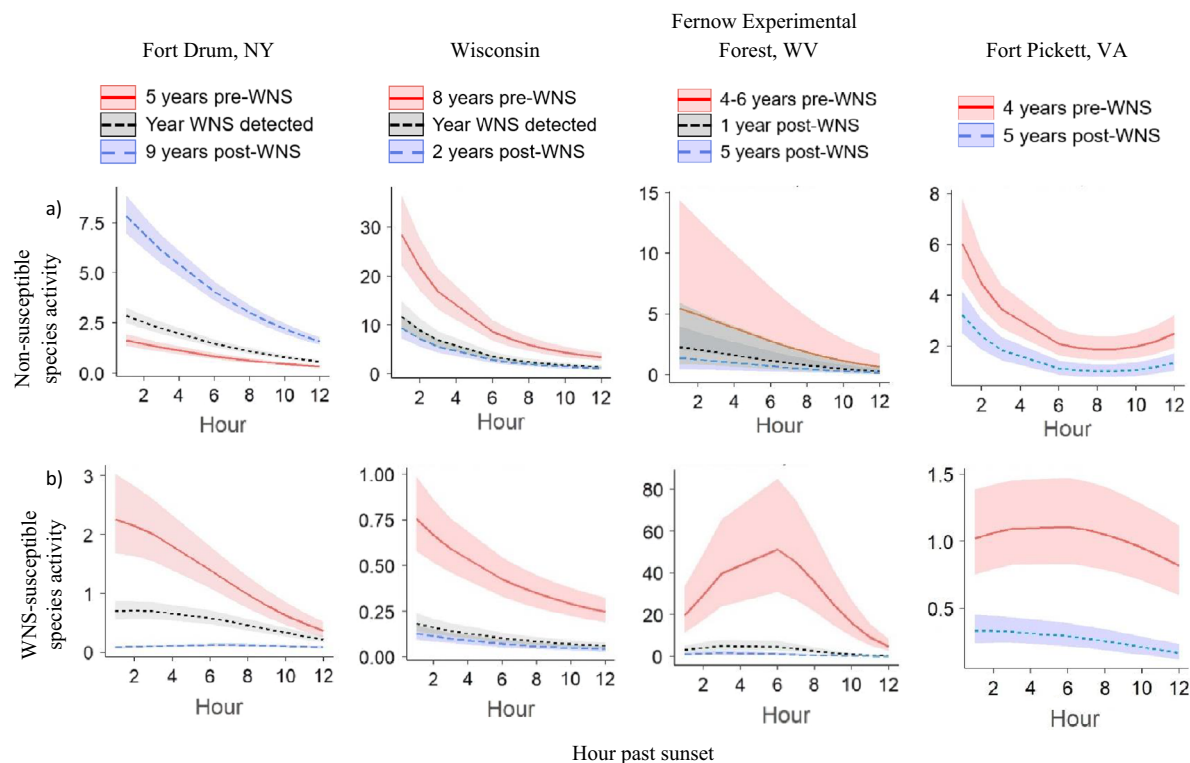 Fort Drum, NY
Wisconsin
Fernow Experimental
Forest, WV
Fort Pickett, VA
5 years pre-WNS
Year WNS detected
9 years post-WNS
8 years pre-WNS
Year WNS detected
2 years post-WNS
4-6 years pre-WNS
1 year post-WNS
5 years post-WNS
4 years pre-WNS
5 years post-WNS
a)
Non-susceptible
species activity
7.5
5.0
2.5
0.0
2 4 6 8 10 12
Hour
30
20
10
0
2 4 6 8 10 12
Hour
15
10
5
0
2 4 6 8 10 12
Hour
8
6
4
2
2 4 6 8 10 12
Hour
b)
WNS-susceptible
species activity
3
2
1
0
2 4 6 8 10 12
Hour
1.00
0.75
0.50
0.25
0.00
2 4 6 8 10 12
Hour
80
60
40
20
0
2 4 6 8 10 12
Hour
1.5
1.0
0.5
2 4 6 8 10 12
Hour
Hour past sunset